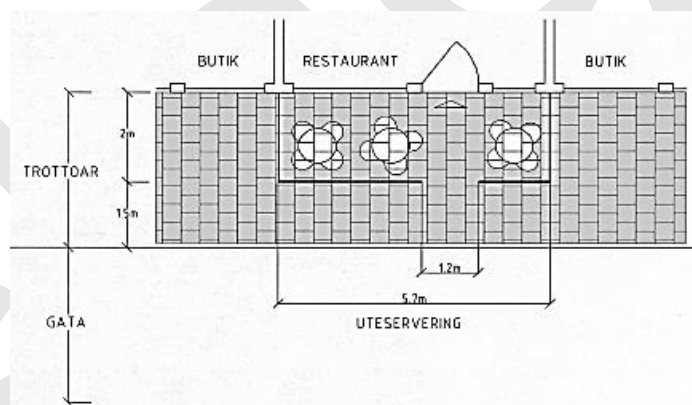 BUTIK
RESTAURANT
BUTIK
2m
TROTTOAR
1.5m
1.2m
5.7m
GATA
UTESERVERING